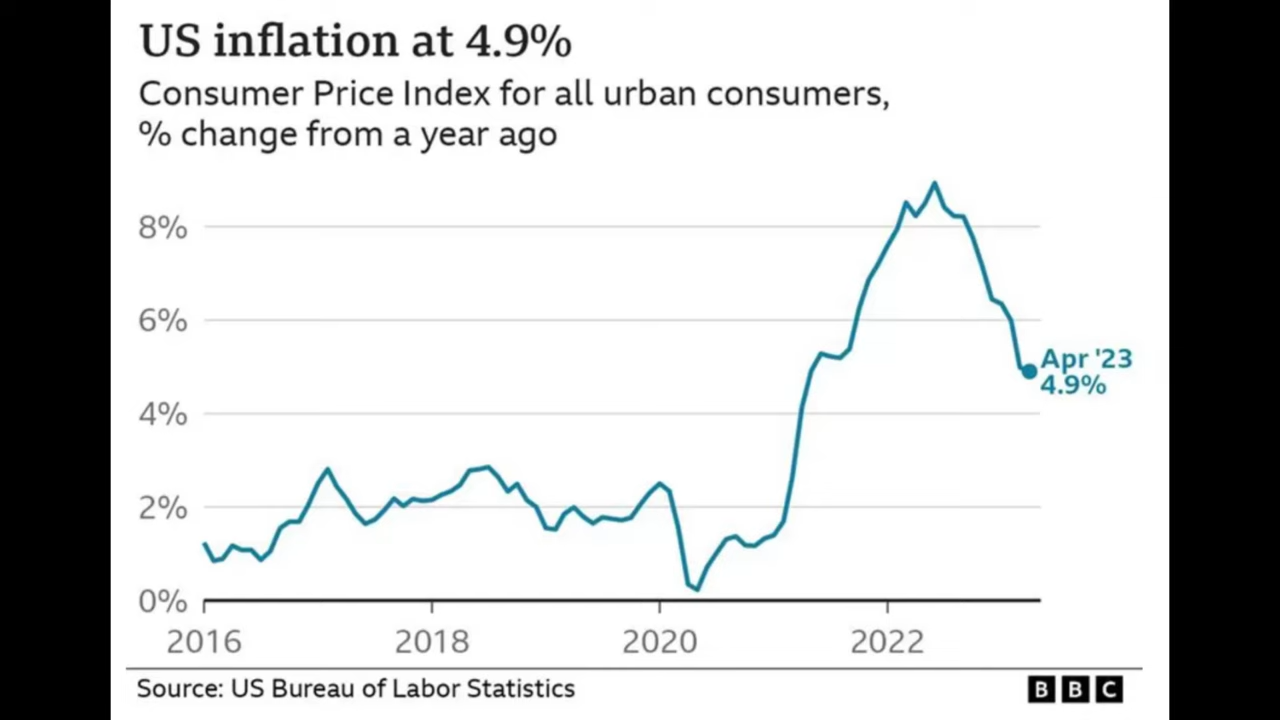 US inflation at 4.9%
Consumer Price Index for all urban consumers,
% change from a year ago
8%
6%
Apr '23
4.9%
4%
2%
0%
2016 2018 2020 2022
Source: US Bureau of Labor Statistics
BBC